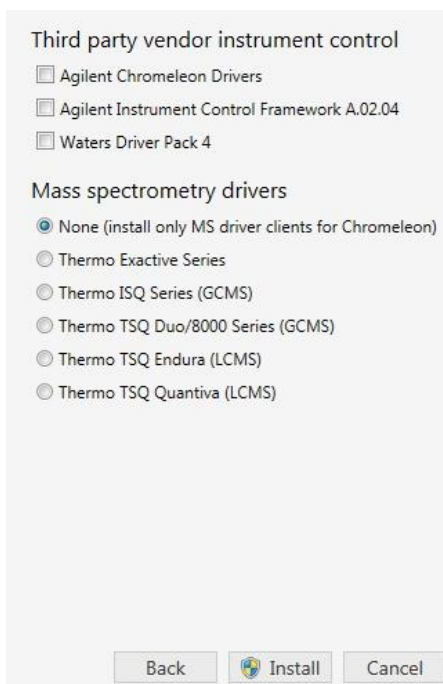 Third party vendor instrument control
Agilent Chromeleon Drivers
Agilent Instrument Control Framework A.02.04
Waters Driver Pack 4
Mass spectrometry drivers
None (install only MS driver clients for Chromeleon)
Thermo Exactive Series
Thermo ISQ Series (GCMS)
Thermo TSQ Duo/8000 Series (GCMS)
Thermo TSQ Endura (LCMS)
Thermo TSQ Quantiva (LCMS)
Back Install Cancel